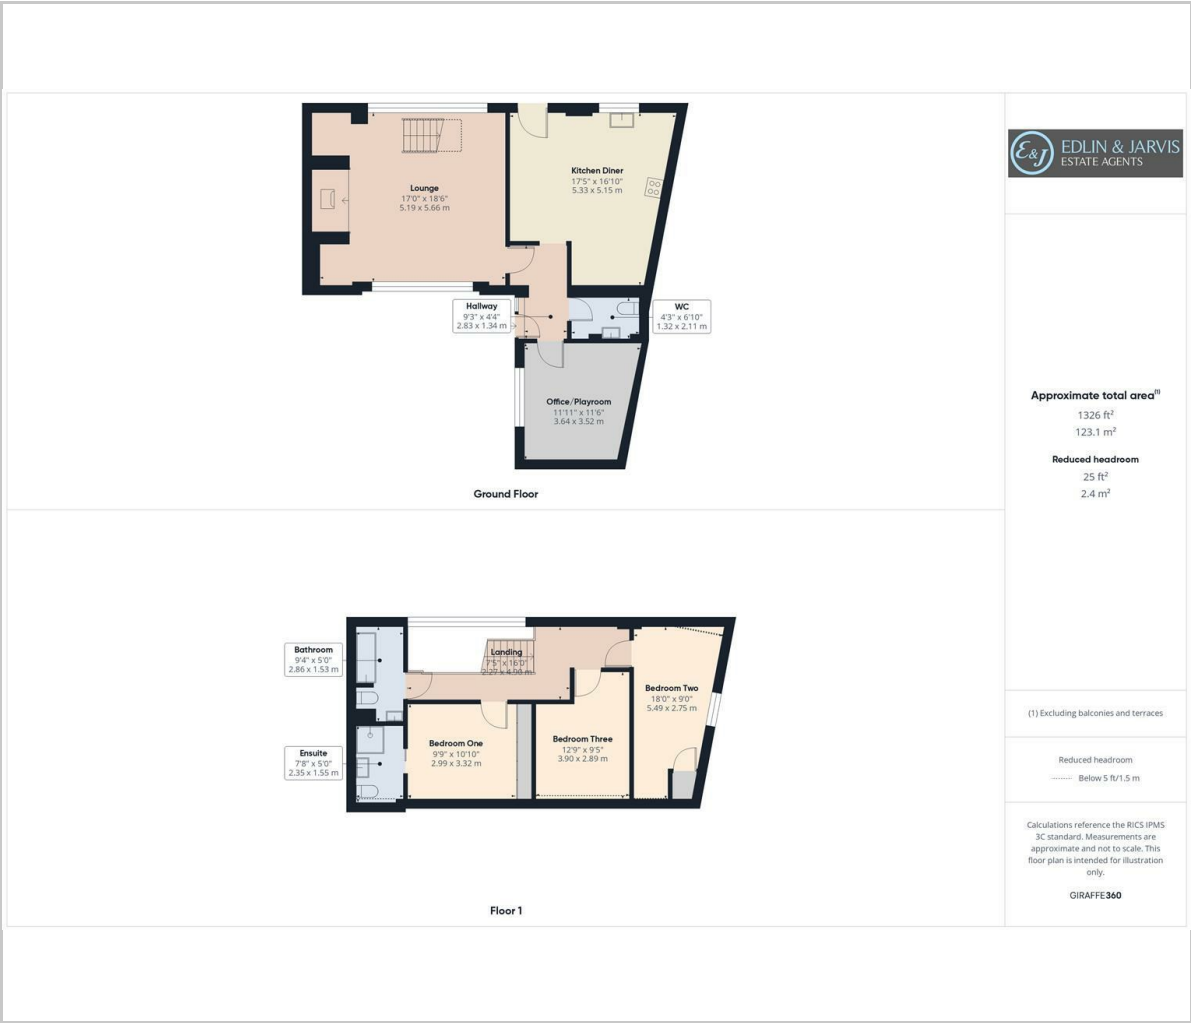 E&J
EDLIN & JARVIS
ESTATE AGENTS
Lounge
17'0" x 18'6"
5.19 x 5.66 m
Kitchen Diner
17'5" x 16'10"
5.33 x 5.15 m
Hallway
9'3" x 4'4"
2.83 x 1.34 m
WC
4'3" x 6'10"
1.32 x 2.11 m
Office/Playroom
11'11" x 11'6"
3.64 x 3.52 m
Ground Floor
Approximate total area⁽¹⁾
1326 ft²
123.1 m²
Reduced headroom
25 ft²
2.4 m²
Bathroom
9'4" x 5'0"
2.86 x 1.53 m
Landing
7'5" x 16'0"
2.27 x 4.90 m
Bedroom Two
18'0" x 9'0"
5.49 x 2.75 m
Ensuite
7'8" x 5'0"
2.35 x 1.55 m
Bedroom One
9'9" x 10'10"
2.99 x 3.32 m
Bedroom Three
12'9" x 9'5"
3.90 x 2.89 m
Floor 1
(1) Excluding balconies and terraces
Reduced headroom
Below 5 ft/1.5 m
Calculations reference the RICS IPMS
3C standard. Measurements are
approximate and not to scale. This
floor plan is intended for illustration
only.
GIRAFFE360